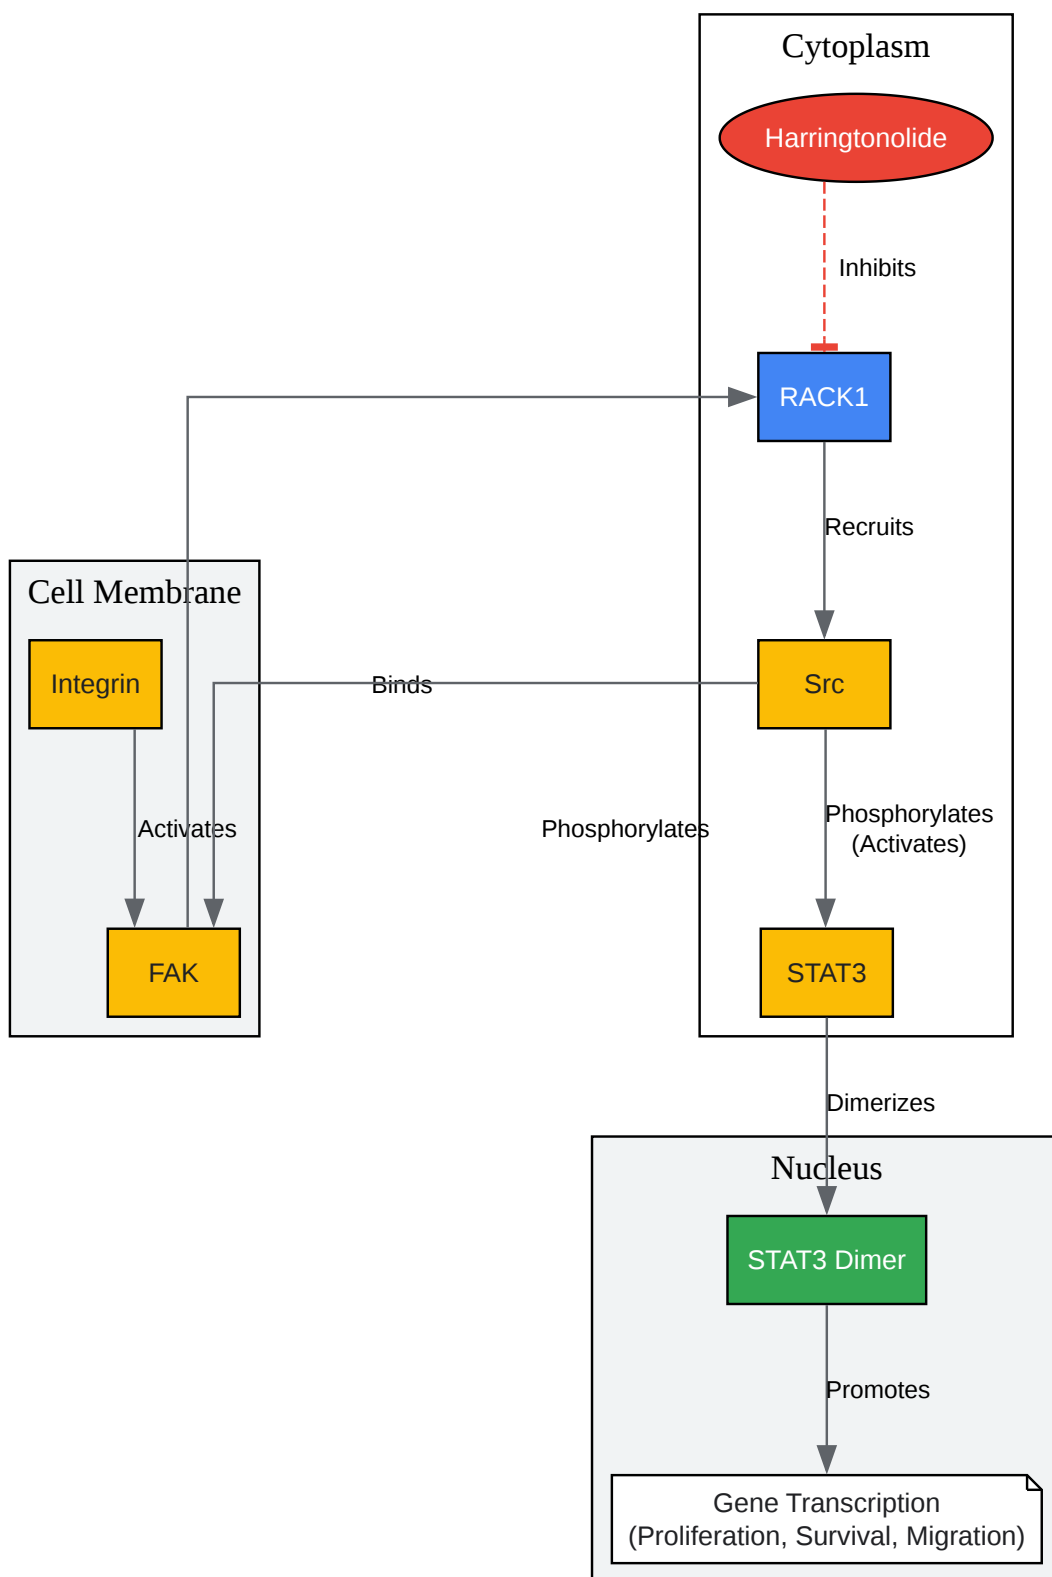 Cytoplasm
Harringtonolide
Inhibits
RACK1
Recruits
Cell Membrane
Integrin
Binds
Src
Activates
Phosphorylates
Phosphorylates
(Activates)
FAK
STAT3
Dimerizes
Nucleus
STAT3 Dimer
Promotes
Gene Transcription
(Proliferation, Survival, Migration)